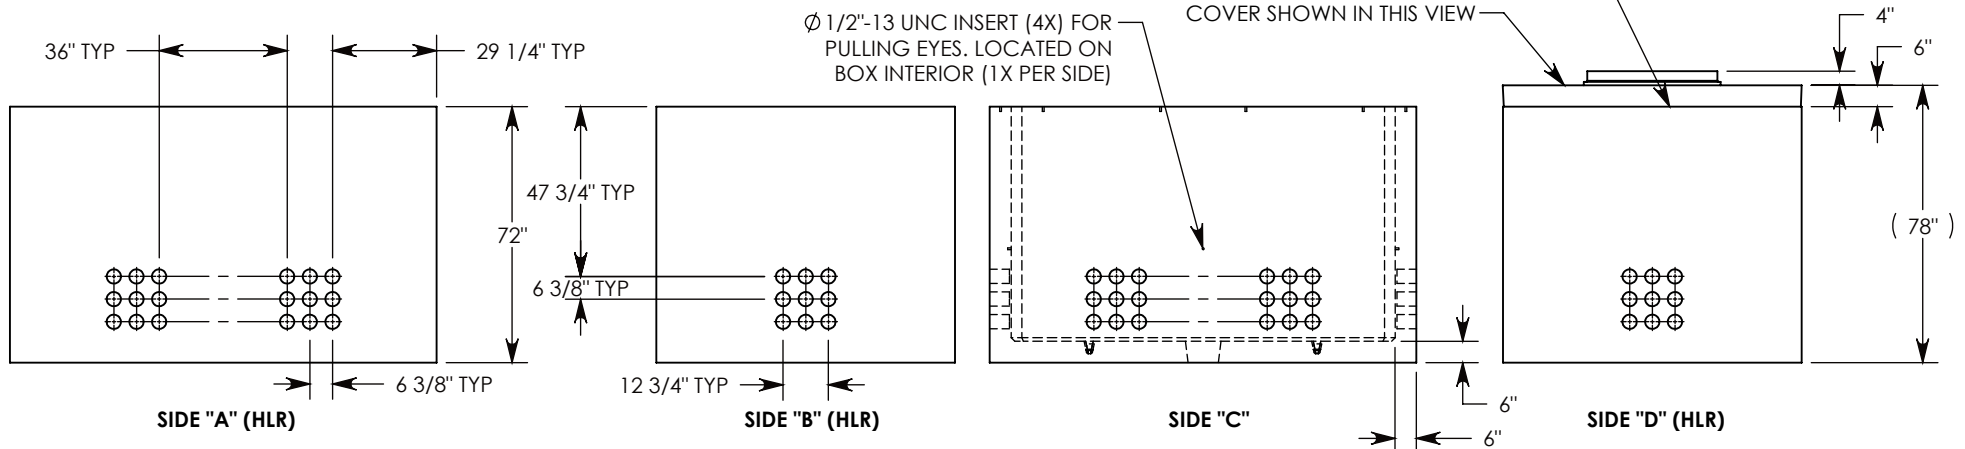 36" TYP
29 1/4" TYP
72"
6 3/8" TYP
SIDE "A" (HLR)
47 3/4" TYP
6 3/8" TYP
12 3/4" TYP
SIDE "B" (HLR)
Ø 1/2"-13 UNC INSERT (4X) FOR
PULLING EYES. LOCATED ON
BOX INTERIOR (1X PER SIDE)
6"
6"
SIDE "C"
COVER SHOWN IN THIS VIEW
4"
6"
( 78" )
SIDE "D" (HLR)